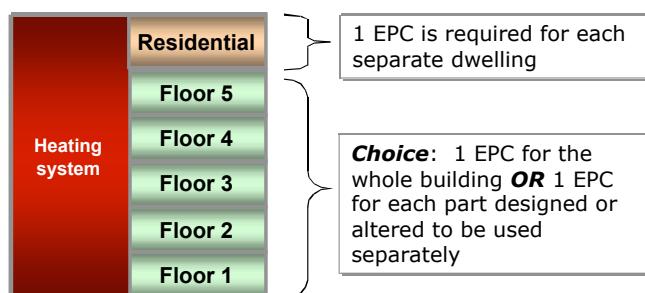 Residential
Floor 5
Floor 4
Floor 3
Floor 2
Floor 1
Heating
system
1 EPC is required for each
separate dwelling
Choice: 1 EPC for the
whole building OR 1 EPC
for each part designed or
altered to be used
separately